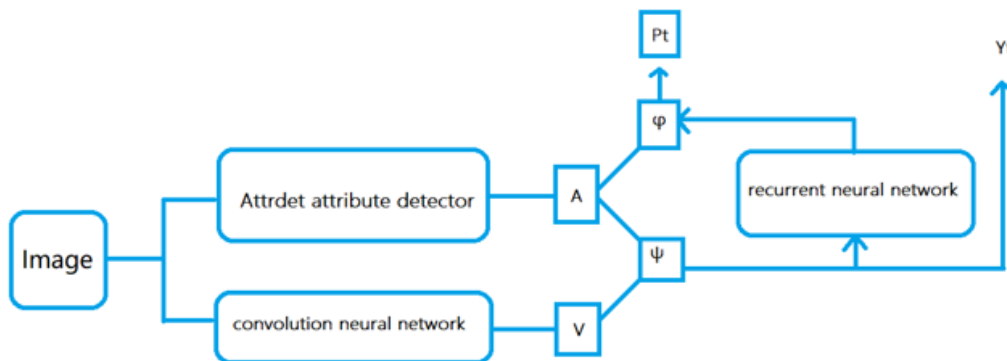 Pt
φ
Attrdet attribute detector
A
recurrent neural network
Image
ψ
convolution neural network
V